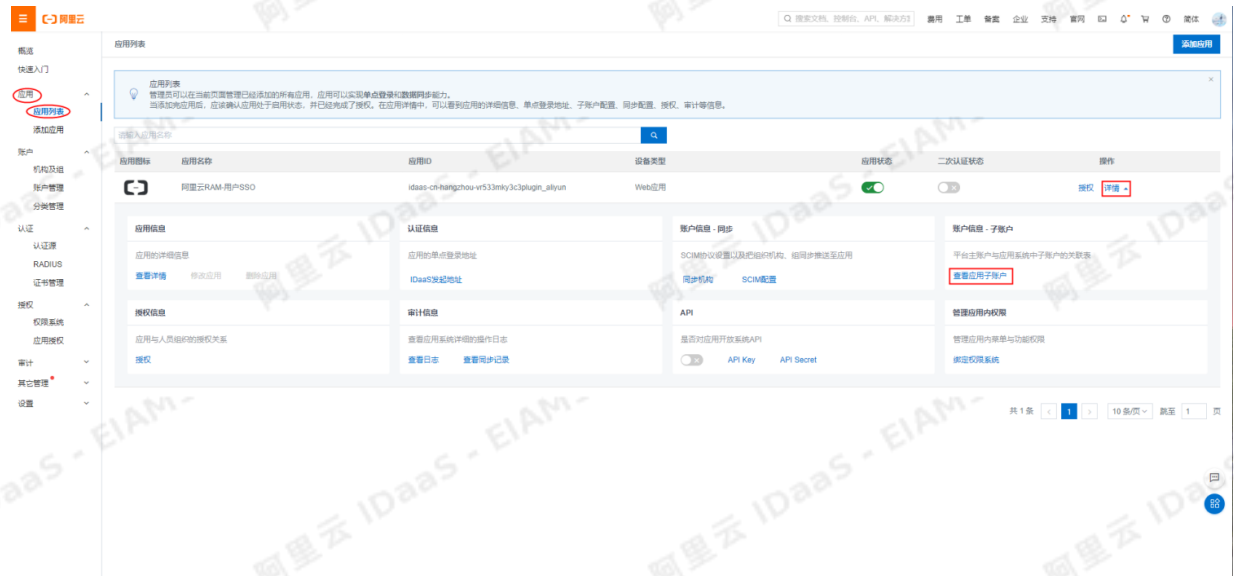 阿里云
搜索文档、控制台、API、解决方
费用 工单 备案 企业 支持 官网 简体
概览
快速入门
应用
应用列表
添加应用
账户
机构及组
账户管理
分类管理
认证
认证源
RADIUS
证书管理
授权
权限系统
应用授权
审计
其它管理
设置
应用列表
添加应用
应用列表
管理员可以在当前页面管理已经添加的所有应用，应用可以实现单点登录和数据同步能力。
当添加完应用后，应该确认应用处于启用状态，并已经完成了授权。在应用详情中，可以看到应用的详细信息、单点登录地址、子账户配置、同步配置、授权、审计等信息。
请输入应用名称
应用图标 应用名称 应用ID 设备类型 应用状态 二次认证状态 操作
阿里云RAM-用户SSO idaas-cn-hangzhou-vr533mky3c3plugin_aliyun Web应用 授权 详情
应用信息
应用的详细信息
查看详情 修改应用 删除应用
认证信息
应用的单点登录地址
IDaaS发起地址
账户信息 - 同步
SCIM协议设置以及把组织机构、组同步推送至应用
同步机构 SCIM配置
账户信息 - 子账户
平台主账户与应用系统中子账户的关联表
查看应用子账户
授权信息
应用与人员组织的授权关系
授权
审计信息
查看应用系统详细的操作日志
查看日志 查看同步记录
API
是否对应用开放系统API
API Key API Secret
管理应用内权限
管理应用内菜单与功能权限
绑定权限系统
共 1 条 1 10 条/页 跳至 1 页
阿里云 IDaaS - EIAM